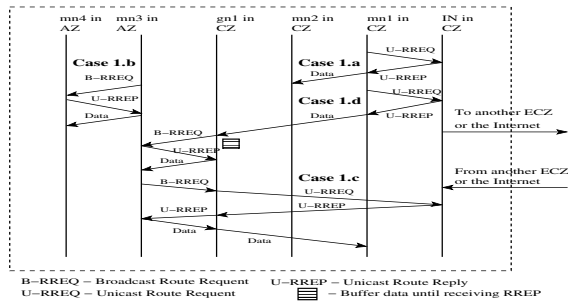 mn4 in AZ
mn3 in AZ
gn1 in CZ
mn2 in CZ
mn1 in CZ
IN in CZ
Case 1.b
Case 1.a
U-RREQ
Data
U-RREP
B-RREQ
U-RREP
U-RREQ
Case 1.d
Data
Data
U-RREP
To another ECZ
or the Internet
B-RREQ
U-RREP
Data
Case 1.c
From another ECZ
or the Internet
B-RREQ
U-RREQ
U-RREP
U-RREP
Data
Data
B-RREQ - Broadcast Route Requent
U-RREP - Unicast Route Reply
U-RREQ - Unicast Route Requent
- Buffer data until receiving RREP